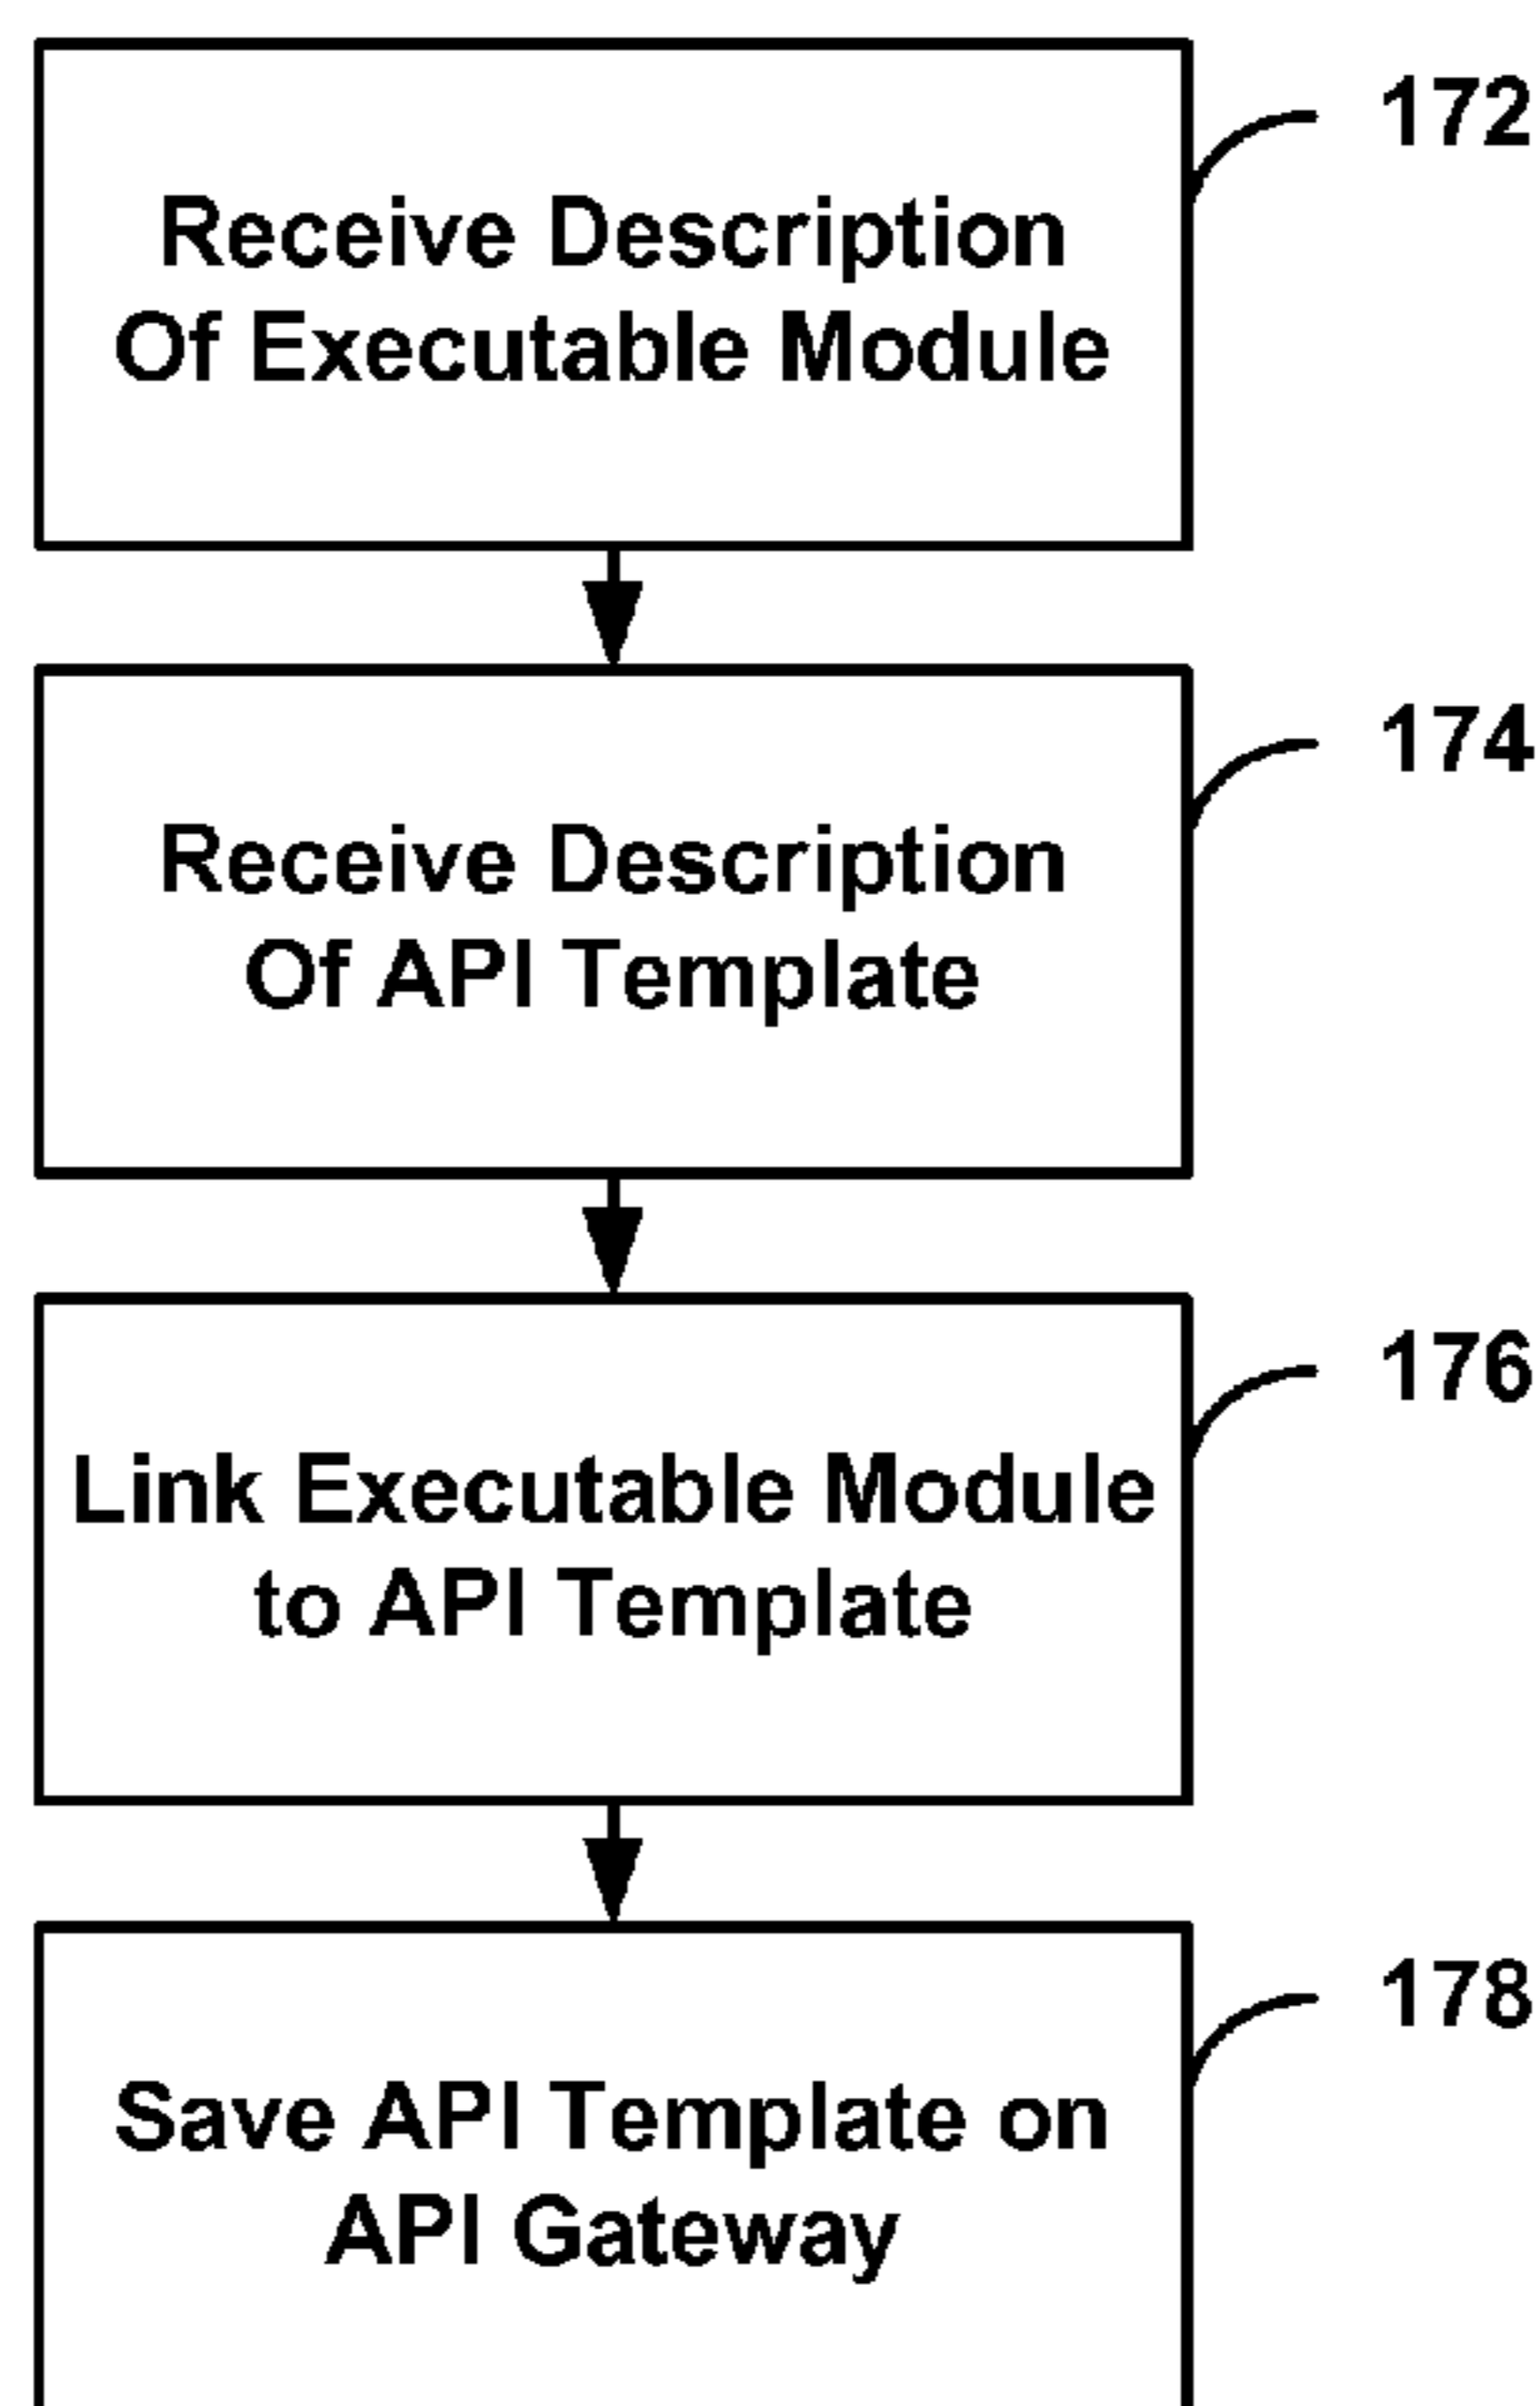 172
Receive Description
Of Executable Module
174
Receive Description
Of API Template
176
Link Executable Module
to API Template
178
Save API Template on
API Gateway